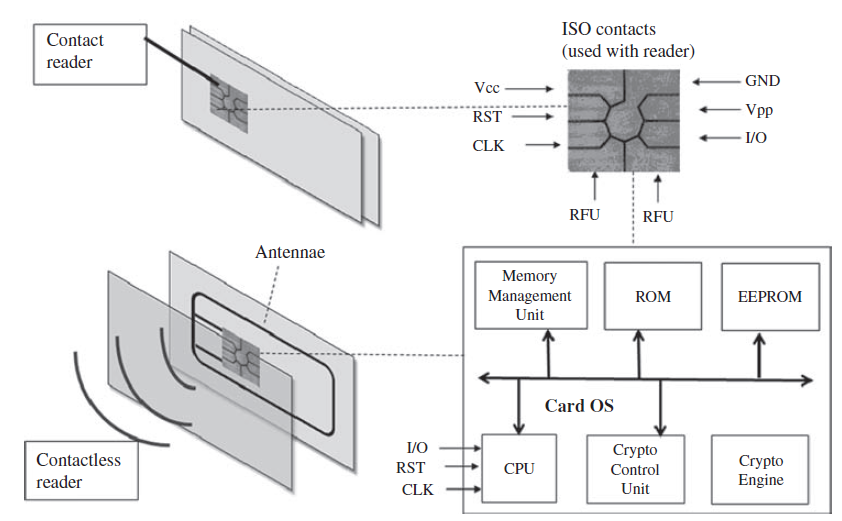 Contact
reader
ISO contacts
(used with reader)
Vcc
GND
RST
Vpp
CLK
I/O
RFU
RFU
Antennae
Memory
Management
Unit
ROM
EEPROM
Card OS
I/O
RST
CLK
CPU
Crypto
Control
Unit
Crypto
Engine
Contactless
reader